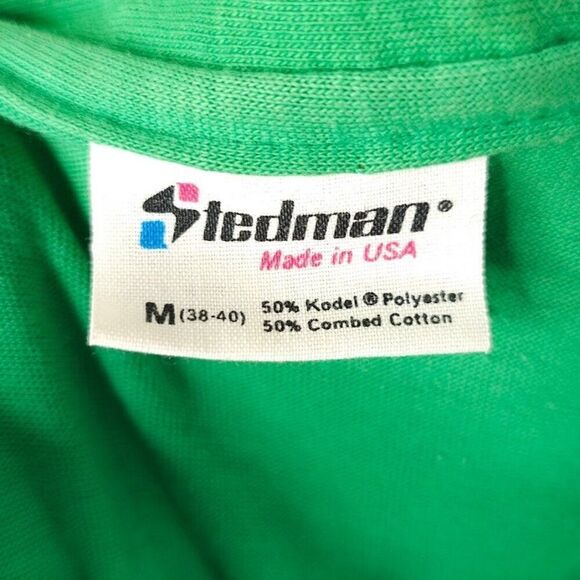 Stedman®
Made in USA
M (38-40) 50% Kodel ® Polyester
50% Combed Cotton